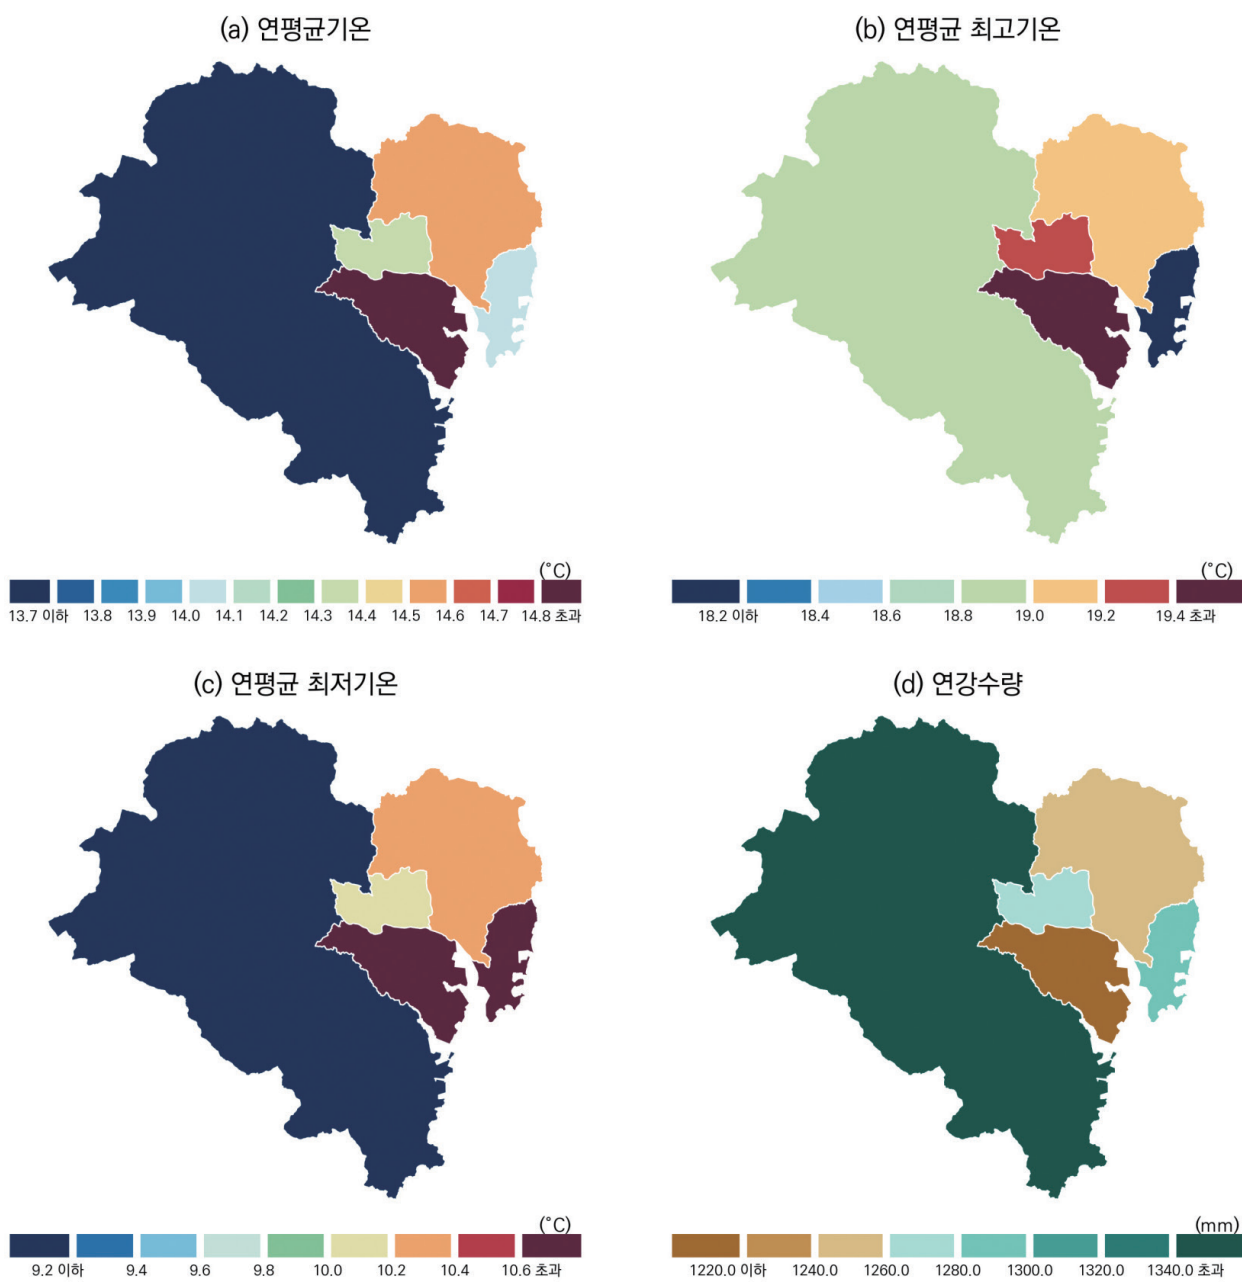 (a) 연평균기온
(b) 연평균 최고기온
(°C)
13.7 이하 13.8 13.9 14.0 14.1 14.2 14.3 14.4 14.5 14.6 14.7 14.8 초과
(°C)
18.2 이하 18.4 18.6 18.8 19.0 19.2 19.4 초과
(c) 연평균 최저기온
(d) 연강수량
(°C)
9.2 이하 9.4 9.6 9.8 10.0 10.2 10.4 10.6 초과
(mm)
1220.0 이하 1240.0 1260.0 1280.0 1300.0 1320.0 1340.0 초과